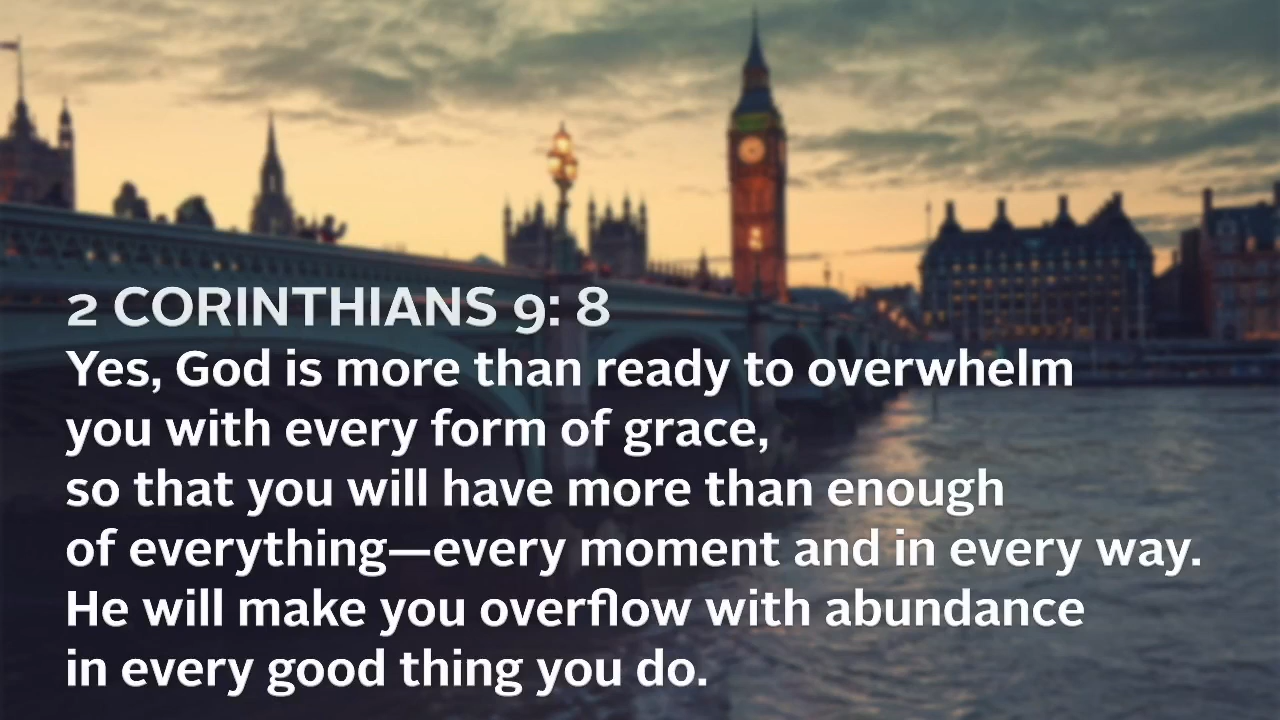 2 CORINTHIANS 9: 8
Yes, God is more than ready to overwhelm
you with every form of grace,
so that you will have more than enough
of everything—every moment and in every way.
He will make you overflow with abundance
in every good thing you do.